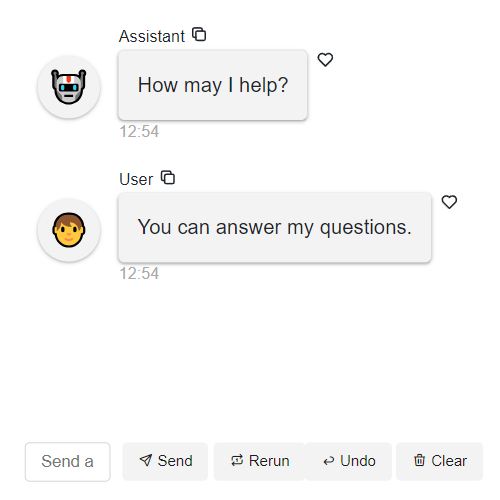 Assistant
How may I help?
12:54
User
You can answer my questions.
12:54
Send a
Send
Rerun
Undo
Clear